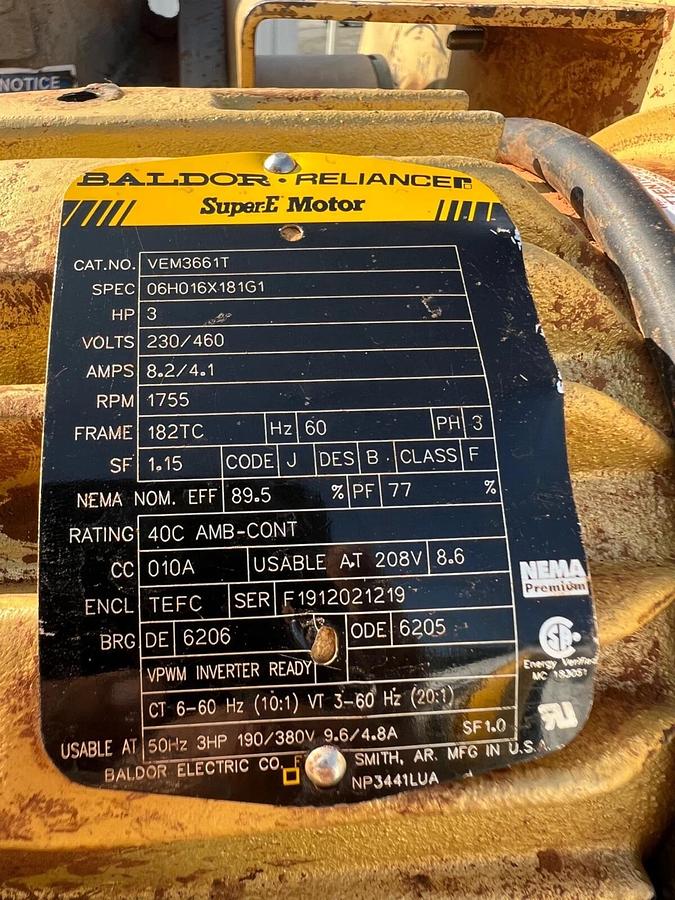 NOTICE
BALDOR · RELIANCE
Super-E Motor
CAT.NO. VEM3661T
SPEC 06H016X181G1
HP 3
VOLTS 230/460
AMPS 8.2/4.1
RPM 1755
FRAME 182TC Hz 60 PH 3
SF 1.15 CODE J DES B CLASS F
NEMA NOM. EFF 89.5 % PF 77 %
RATING 40C AMB-CONT
CC 010A USABLE AT 208V 8.6
NEMA
Premium
ENCL TEFC SER F1912021219
BRG DE 6206 ODE 6205
Energy Verified
VPWM INVERTER READY
CT 6-60 Hz (10:1) VT 3-60 Hz (20:1)
USABLE AT 50Hz 3HP 190/380V 9.6/4.8A SF1.0
BALDOR ELECTRIC CO. SMITH, AR. MFG IN U.S.A.
NP3441LUA